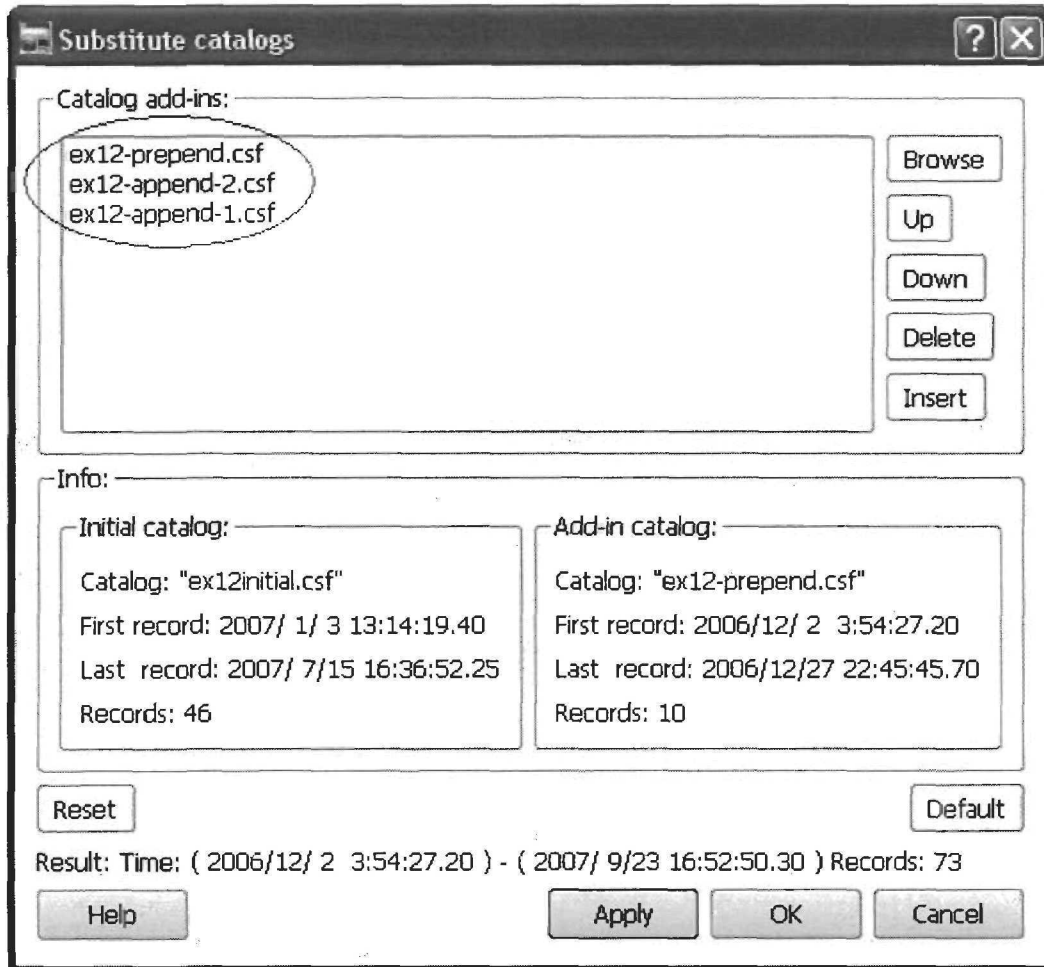 Substitute catalogs
Catalog add-ins:
ex12-prepend.csf
ex12-append-2.csf
ex12-append-1.csf
Browse
Up
Down
Delete
Insert
Info:
Initial catalog:
Catalog: "ex12initial.csf"
First record: 2007/ 1/ 3 13:14:19.40
Last record: 2007/ 7/15 16:36:52.25
Records: 46
Add-in catalog:
Catalog: "ex12-prepend.csf"
First record: 2006/12/ 2 3:54:27.20
Last record: 2006/12/27 22:45:45.70
Records: 10
Reset
Default
Result: Time: ( 2006/12/ 2 3:54:27.20 ) - ( 2007/ 9/23 16:52:50.30 ) Records: 73
Help
Apply
OK
Cancel